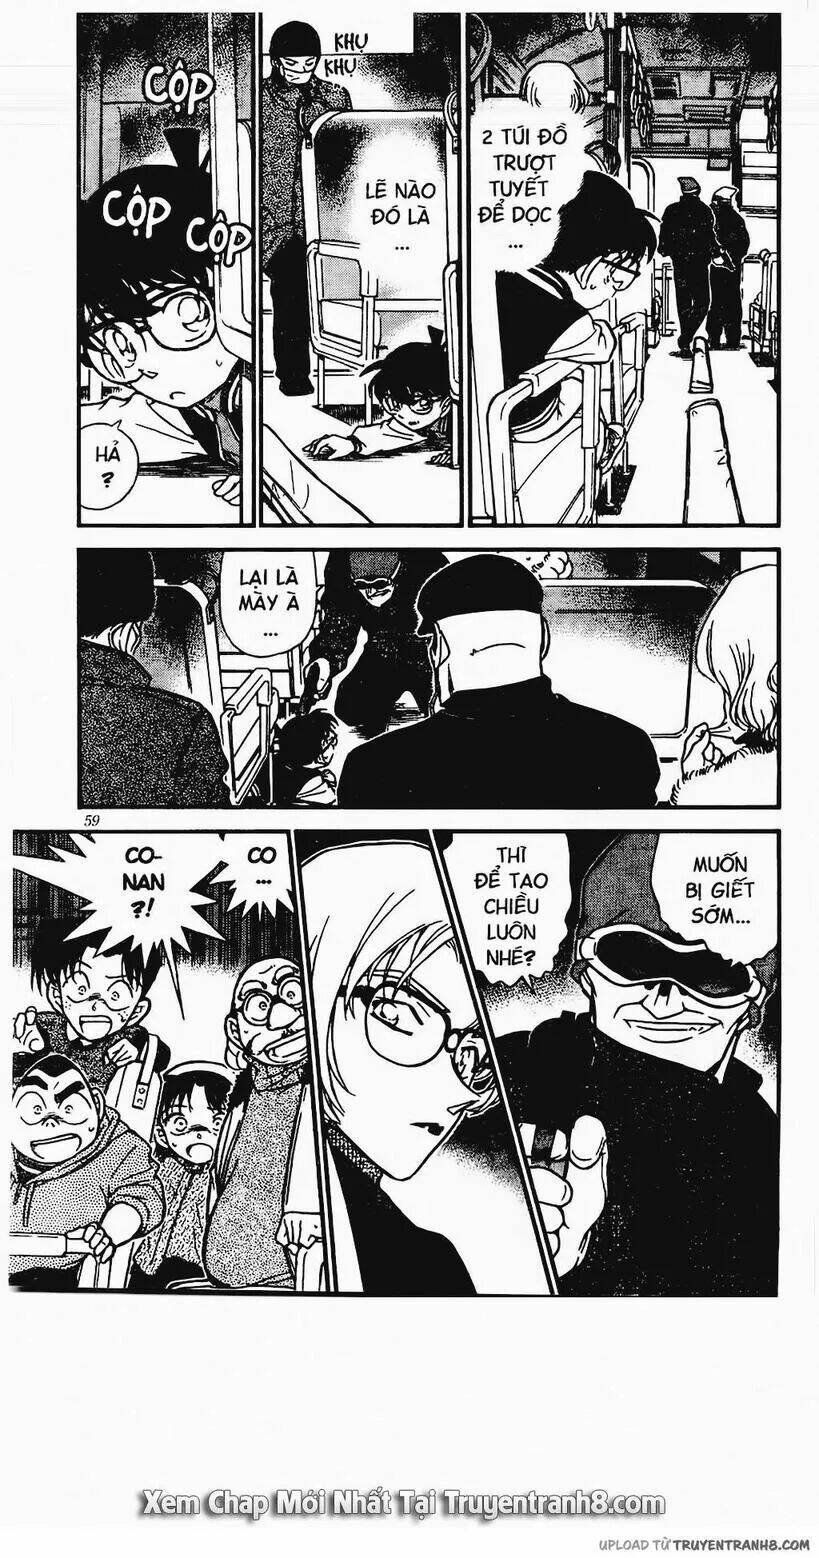 2 TÚI ĐỒ
TRƯỢT
TUYẾT
ĐỂ DỌC
...
KHỤ
KHỤ
LẼ NÀO
ĐÓ LÀ
...
CỘP
CỘP
CỘP
HẢ
?
LẠI LÀ
MÀY À
...
59
MUỐN
BỊ GIẾT
SỚM...
THÌ
ĐỂ TAO
CHIỀU
LUÔN
NHÉ?
CO
...
CO-
NAN
?!
Xem Chap Mới Nhất Tại Truyentranh8.com
UPLOAD TỪ TRUYENTRANH8.COM